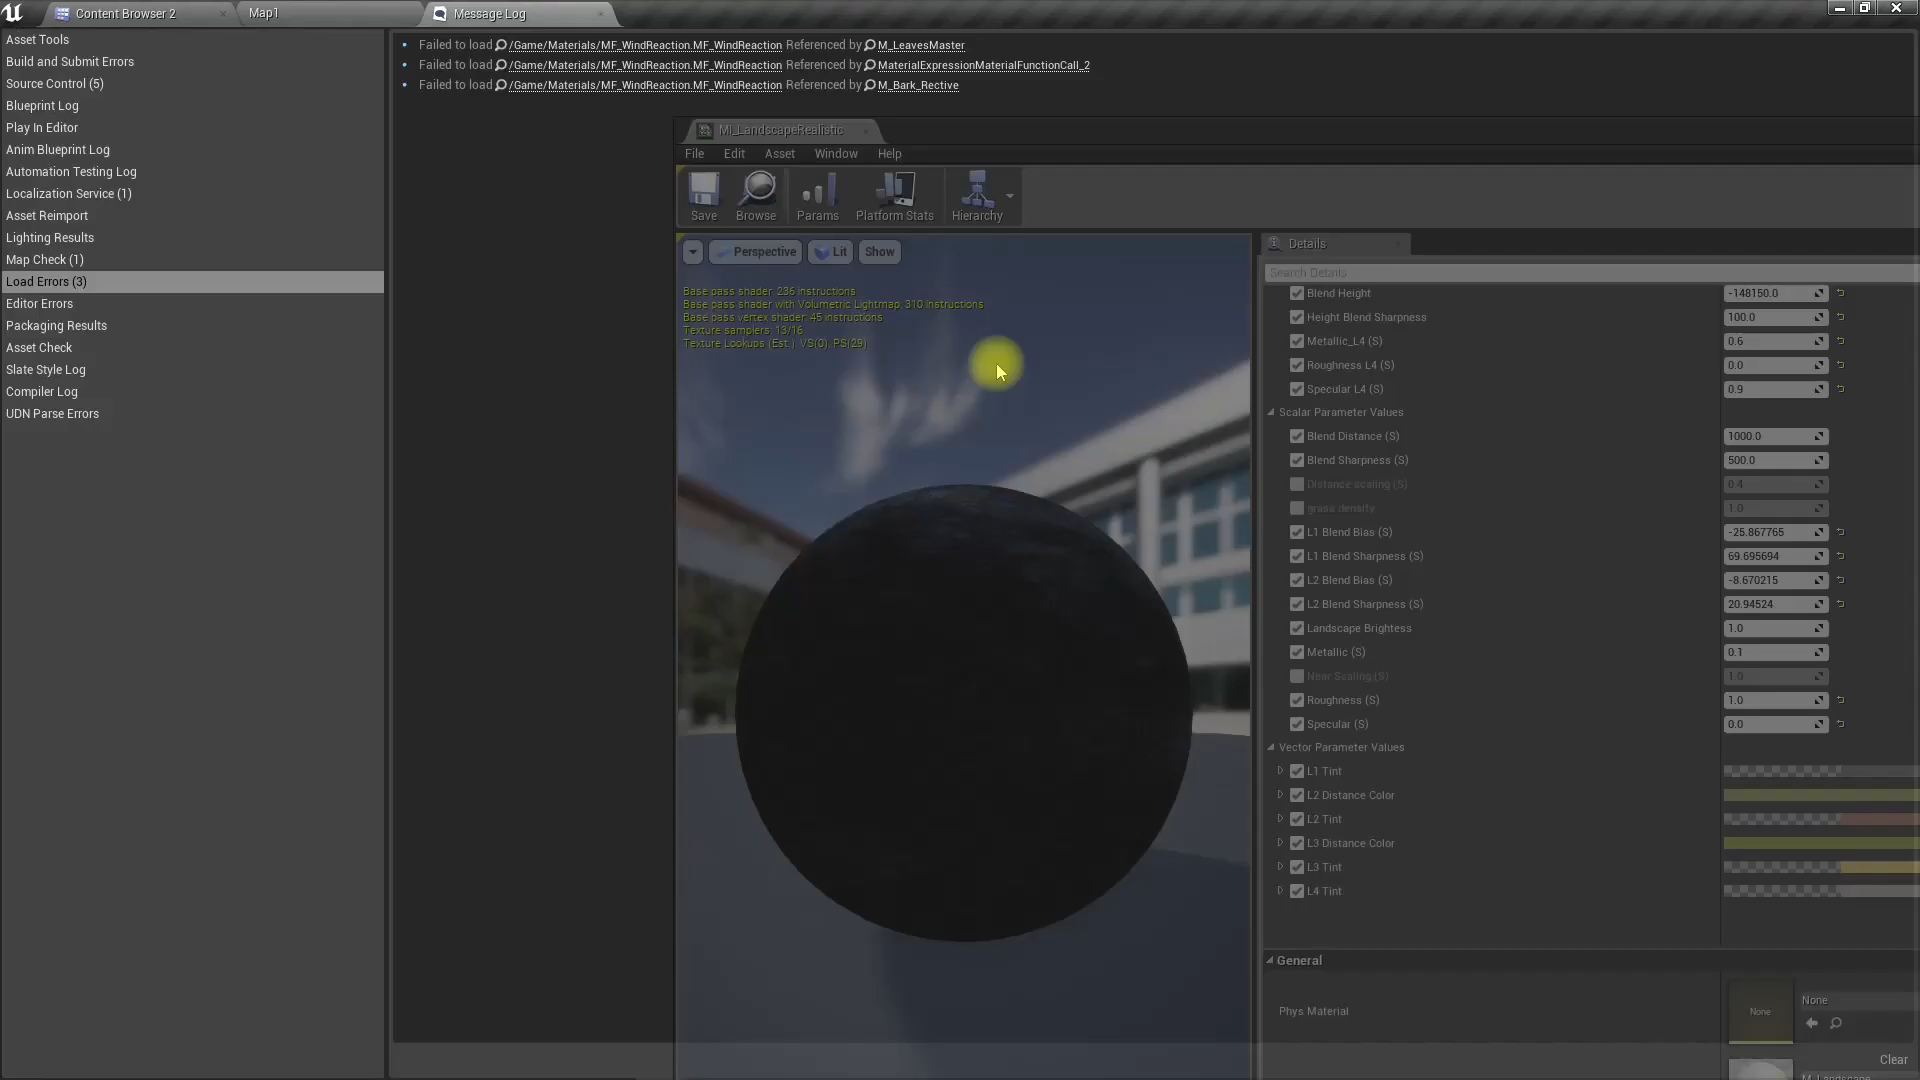 Content Browser 2
Map1
Message Log
Asset Tools
Build and Submit Errors
Source Control (5)
Blueprint Log
Play In Editor
Anim Blueprint Log
Automation Testing Log
Localization Service (1)
Asset Reimport
Lighting Results
Map Check (1)
Load Errors (3)
Editor Errors
Packaging Results
Asset Check
Slate Style Log
Compiler Log
UDN Parse Errors
Failed to load /Game/Materials/MF_WindReaction.MF_WindReaction Referenced by M_LeavesMaster
Failed to load /Game/Materials/MF_WindReaction.MF_WindReaction Referenced by MaterialExpressionMaterialFunctionCall_2
Failed to load /Game/Materials/MF_WindReaction.MF_WindReaction Referenced by M_Bark_Rective
MI_LandscapeRealistic
File Edit Asset Window Help
Save Browse Params Platform Stats Hierarchy
Perspective Lit Show
Base pass shader: 236 instructions
Base pass shader with Volumetric Lightmap: 310 instructions
Base pass vertex shader: 45 instructions
Texture samplers: 13/16
Texture Lookups (Est.): VS(0), PS(29)
Details
Search Details
Blend Height -148150.0
Height Blend Sharpness 100.0
Metallic_L4 (S) 0.6
Roughness L4 (S) 0.0
Specular L4 (S) 0.9
Scalar Parameter Values
Blend Distance (S) 1000.0
Blend Sharpness (S) 500.0
Distance scaling (S) 0.4
grass density 1.0
L1 Blend Bias (S) -25.867765
L1 Blend Sharpness (S) 69.695694
L2 Blend Bias (S) -8.670215
L2 Blend Sharpness (S) 20.94524
Landscape Brightess 1.0
Metallic (S) 0.1
Near Scaling (S) 1.0
Roughness (S) 1.0
Specular (S) 0.0
Vector Parameter Values
L1 Tint
L2 Distance Color
L2 Tint
L3 Distance Color
L3 Tint
L4 Tint
General
Phys Material
None
None
Clear
M_Landscape